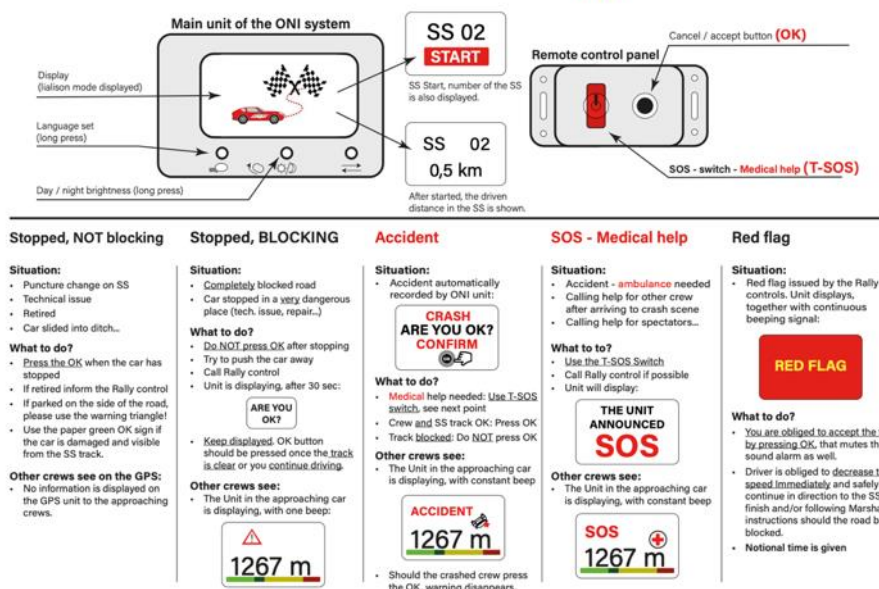 Main unit of the ONI system
Display
(liaison mode displayed)
Language set
(long press)
Day / night brightness (long press)
SS 02
START
SS Start, number of the SS
is also displayed.
SS 02
0,5 km
After started, the driven
distance in the SS is shown.
Remote control panel
Cancel / accept button (OK)
SOS - switch - Medical help (T-SOS)
Stopped, NOT blocking
Situation:
• Puncture change on SS
• Technical issue
• Retired
• Car slided into ditch...
What to do?
• Press the OK when the car has
stopped
• If retired inform the Rally control
• If parked on the side of the road,
please use the warning triangle!
• Use the paper green OK sign if
the car is damaged and visible
from the SS track.
Other crews see on the GPS:
• No information is displayed on
the GPS unit to the approaching
crews.
Stopped, BLOCKING
Situation:
• Completely blocked road
• Car stopped in a very dangerous
place (tech. issue, repair...)
What to do?
• Do NOT press OK after stopping
• Try to push the car away
• Call Rally control
• Unit is displaying, after 30 sec:
ARE YOU
OK?
• Keep displayed. OK button
should be pressed once the track
is clear or you continue driving.
Other crews see:
• The Unit in the approaching car
is displaying, with one beep:
1267 m
Accident
Situation:
• Accident automatically
recorded by ONI unit:
CRASH
ARE YOU OK?
CONFIRM
OK
What to do?
• Medical help needed: Use T-SOS
switch, see next point
• Crew and SS track OK: Press OK
• Track blocked: Do NOT press OK
Other crews see:
• The Unit in the approaching car
is displaying, with constant beep
ACCIDENT
1267 m
• Should the crashed crew press
the OK, warning disappears
SOS - Medical help
Situation:
• Accident - ambulance needed
• Calling help for other crew
after arriving to crash scene
• Calling help for spectators...
What to to?
• Use the T-SOS Switch
• Call Rally control if possible
• Unit will display:
THE UNIT
ANNOUNCED
SOS
Other crews see:
• The Unit in the approaching car
is displaying, with constant beep
SOS
1267 m
Red flag
Situation:
• Red flag issued by the Rally
controls. Unit displays,
together with continuous
beeping signal:
RED FLAG
What to do?
• You are obliged to accept the
by pressing OK, that mutes th
sound alarm as well.
• Driver is obliged to decrease t
speed Immediately and safely
continue in direction to the SS
finish and/or following Marsha
instructions should the road b
blocked.
• Notional time is given